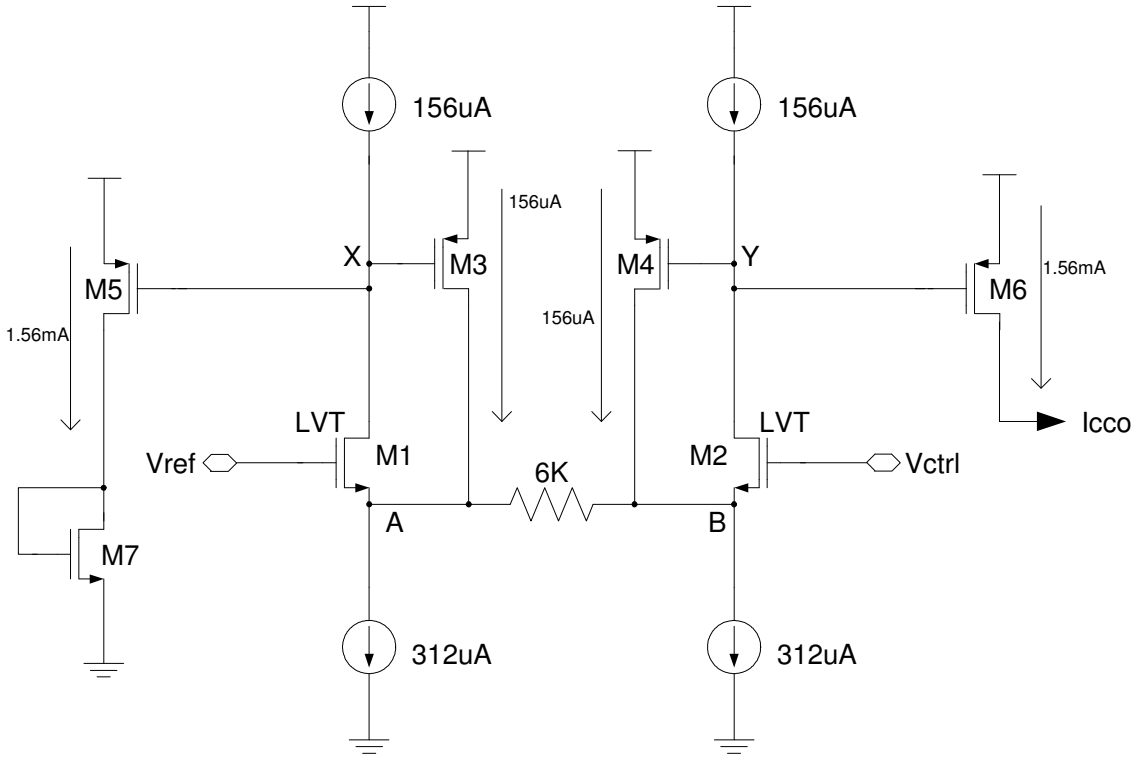 156uA
156uA
156uA
X
M3
M4
Y
1.56mA
M5
M6
156uA
1.56mA
LVT
LVT
Icco
M1
M2
Vref
6K
Vctrl
A
B
M7
312uA
312uA